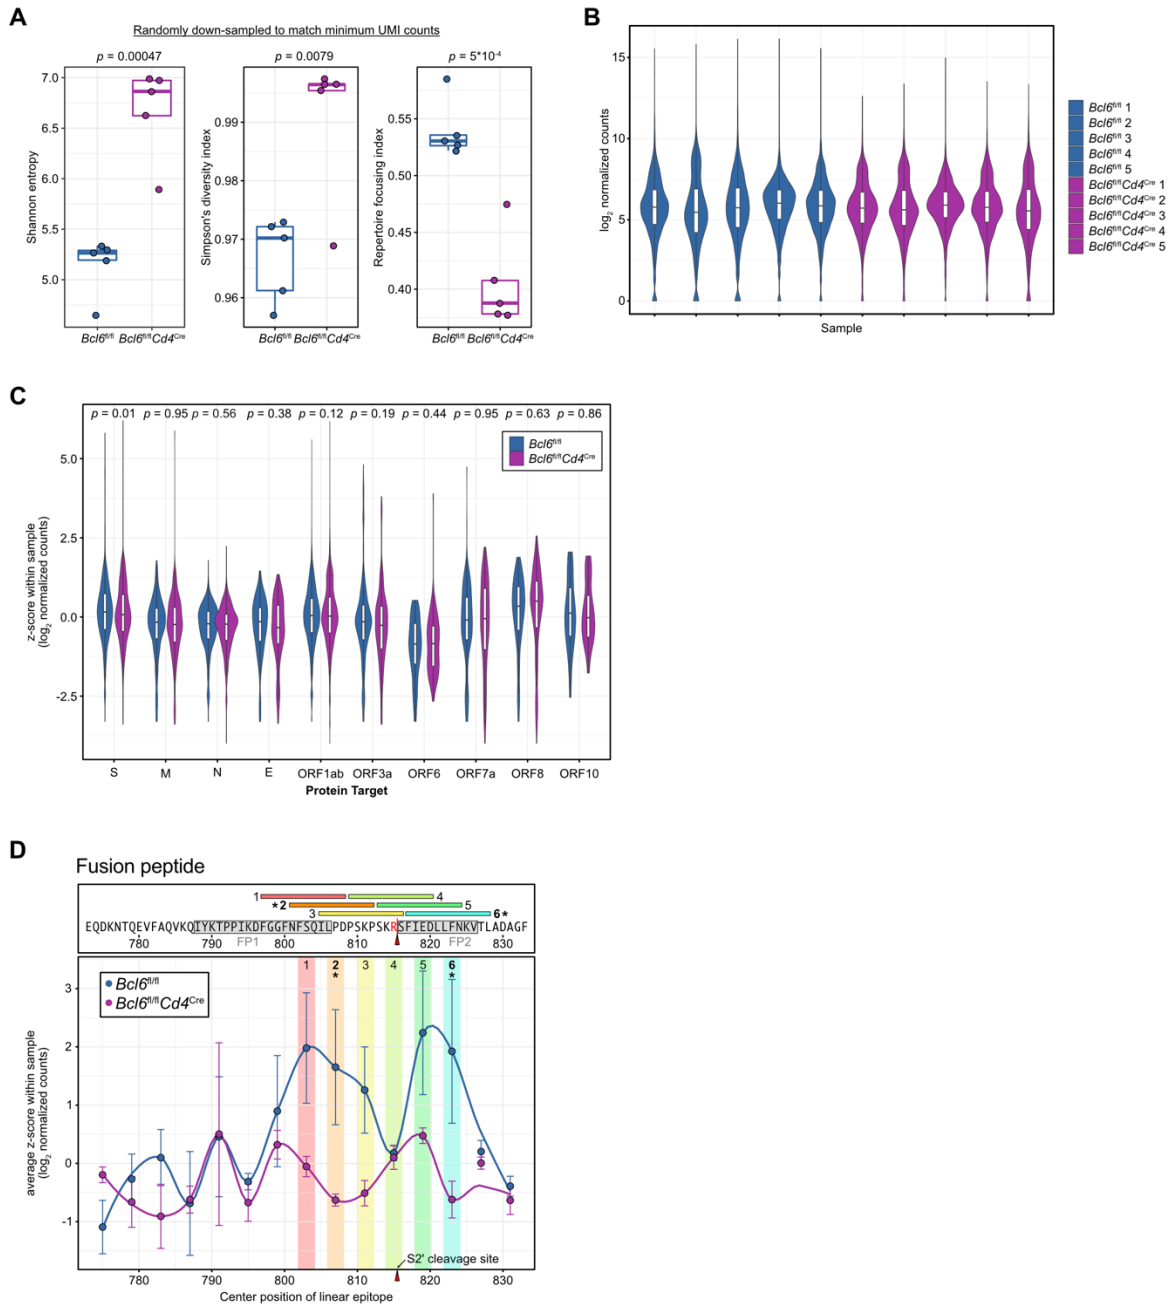 A
Randomly down-sampled to match minimum UMI counts
p = 0.00047
p = 0.0079
p = 5*10-4
Shannon entropy
7.0
6.5
6.0
5.5
5.0
Bcl6fl/fl Bcl6fl/flCd4Cre
Simpson's diversity index
0.99
0.98
0.97
0.96
Bcl6fl/fl Bcl6fl/flCd4Cre
Repertoire focusing index
0.55
0.50
0.45
0.40
Bcl6fl/fl Bcl6fl/flCd4Cre
B
log2 normalized counts
15
10
5
0
Sample
Bcl6fl/fl 1
Bcl6fl/fl 2
Bcl6fl/fl 3
Bcl6fl/fl 4
Bcl6fl/fl 5
Bcl6fl/flCd4Cre 1
Bcl6fl/flCd4Cre 2
Bcl6fl/flCd4Cre 3
Bcl6fl/flCd4Cre 4
Bcl6fl/flCd4Cre 5
C
p = 0.01 p = 0.95 p = 0.56 p = 0.38 p = 0.12 p = 0.19 p = 0.44 p = 0.95 p = 0.63 p = 0.86
Bcl6fl/fl
Bcl6fl/flCd4Cre
z-score within sample
(log2 normalized counts)
5.0
2.5
0.0
-2.5
S M N E ORF1ab ORF3a ORF6 ORF7a ORF8 ORF10
Protein Target
D
Fusion peptide
1 4
*2 5
3 6*
EQDKNTQEVFAQVKQIYKTPPIKDFGGFNFSQILPDPSKPSKRSFIEDLLFNKVTLADAGF
780 790 800 810 820 830
FP1 FP2
1 2 3 4 5 6
* *
Bcl6fl/fl
Bcl6fl/flCd4Cre
average z-score within sample
(log2 normalized counts)
3
2
1
0
-1
S2' cleavage site
780 790 800 810 820 830
Center position of linear epitope